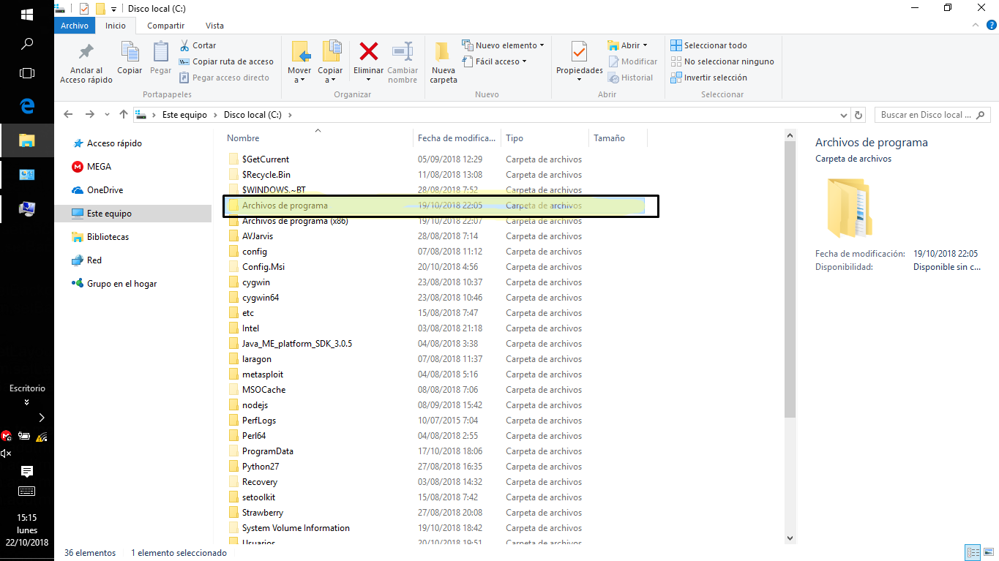 Disco local (C:)
Archivo Inicio Compartir Vista
Anclar al Acceso rápido
Copiar
Pegar
Cortar
Copiar ruta de acceso
Pegar acceso directo
Portapapeles
Mover a
Copiar a
Eliminar
Cambiar nombre
Organizar
Nueva carpeta
Nuevo elemento
Fácil acceso
Nuevo
Propiedades
Abrir
Modificar
Historial
Abrir
Seleccionar todo
No seleccionar ninguno
Invertir selección
Seleccionar
Este equipo > Disco local (C:) >
Buscar en Disco local ...
Acceso rápido
MEGA
OneDrive
Este equipo
Bibliotecas
Red
Grupo en el hogar
Nombre Fecha de modifica... Tipo Tamaño
$GetCurrent 05/09/2018 12:29 Carpeta de archivos
$Recycle.Bin 11/08/2018 13:08 Carpeta de archivos
$WINDOWS.~BT 28/08/2018 7:52 Carpeta de archivos
Archivos de programa 19/10/2018 22:05 Carpeta de archivos
Archivos de programa (x86) 19/10/2018 22:07 Carpeta de archivos
AVJarvis 28/08/2018 7:14 Carpeta de archivos
config 07/08/2018 11:12 Carpeta de archivos
Config.Msi 20/10/2018 4:56 Carpeta de archivos
cygwin 23/08/2018 10:37 Carpeta de archivos
cygwin64 23/08/2018 10:46 Carpeta de archivos
etc 15/08/2018 7:47 Carpeta de archivos
Intel 03/08/2018 21:18 Carpeta de archivos
Java_ME_platform_SDK_3.0.5 04/08/2018 3:38 Carpeta de archivos
laragon 07/08/2018 11:37 Carpeta de archivos
metasploit 04/08/2018 5:16 Carpeta de archivos
MSOCache 08/08/2018 7:06 Carpeta de archivos
nodejs 08/09/2018 15:42 Carpeta de archivos
PerfLogs 10/07/2015 7:04 Carpeta de archivos
Perl64 04/08/2018 2:55 Carpeta de archivos
ProgramData 17/10/2018 18:06 Carpeta de archivos
Python27 27/08/2018 16:35 Carpeta de archivos
Recovery 03/08/2018 14:32 Carpeta de archivos
setoolkit 15/08/2018 7:42 Carpeta de archivos
Strawberry 27/08/2018 20:08 Carpeta de archivos
System Volume Information 19/10/2018 18:42 Carpeta de archivos
Usuarios 20/10/2018 19:51 Carpeta de archivos
Archivos de programa
Carpeta de archivos
Fecha de modificación: 19/10/2018 22:05
Disponibilidad: Disponible sin c...
36 elementos 1 elemento seleccionado
Escritorio
15:15
lunes
22/10/2018